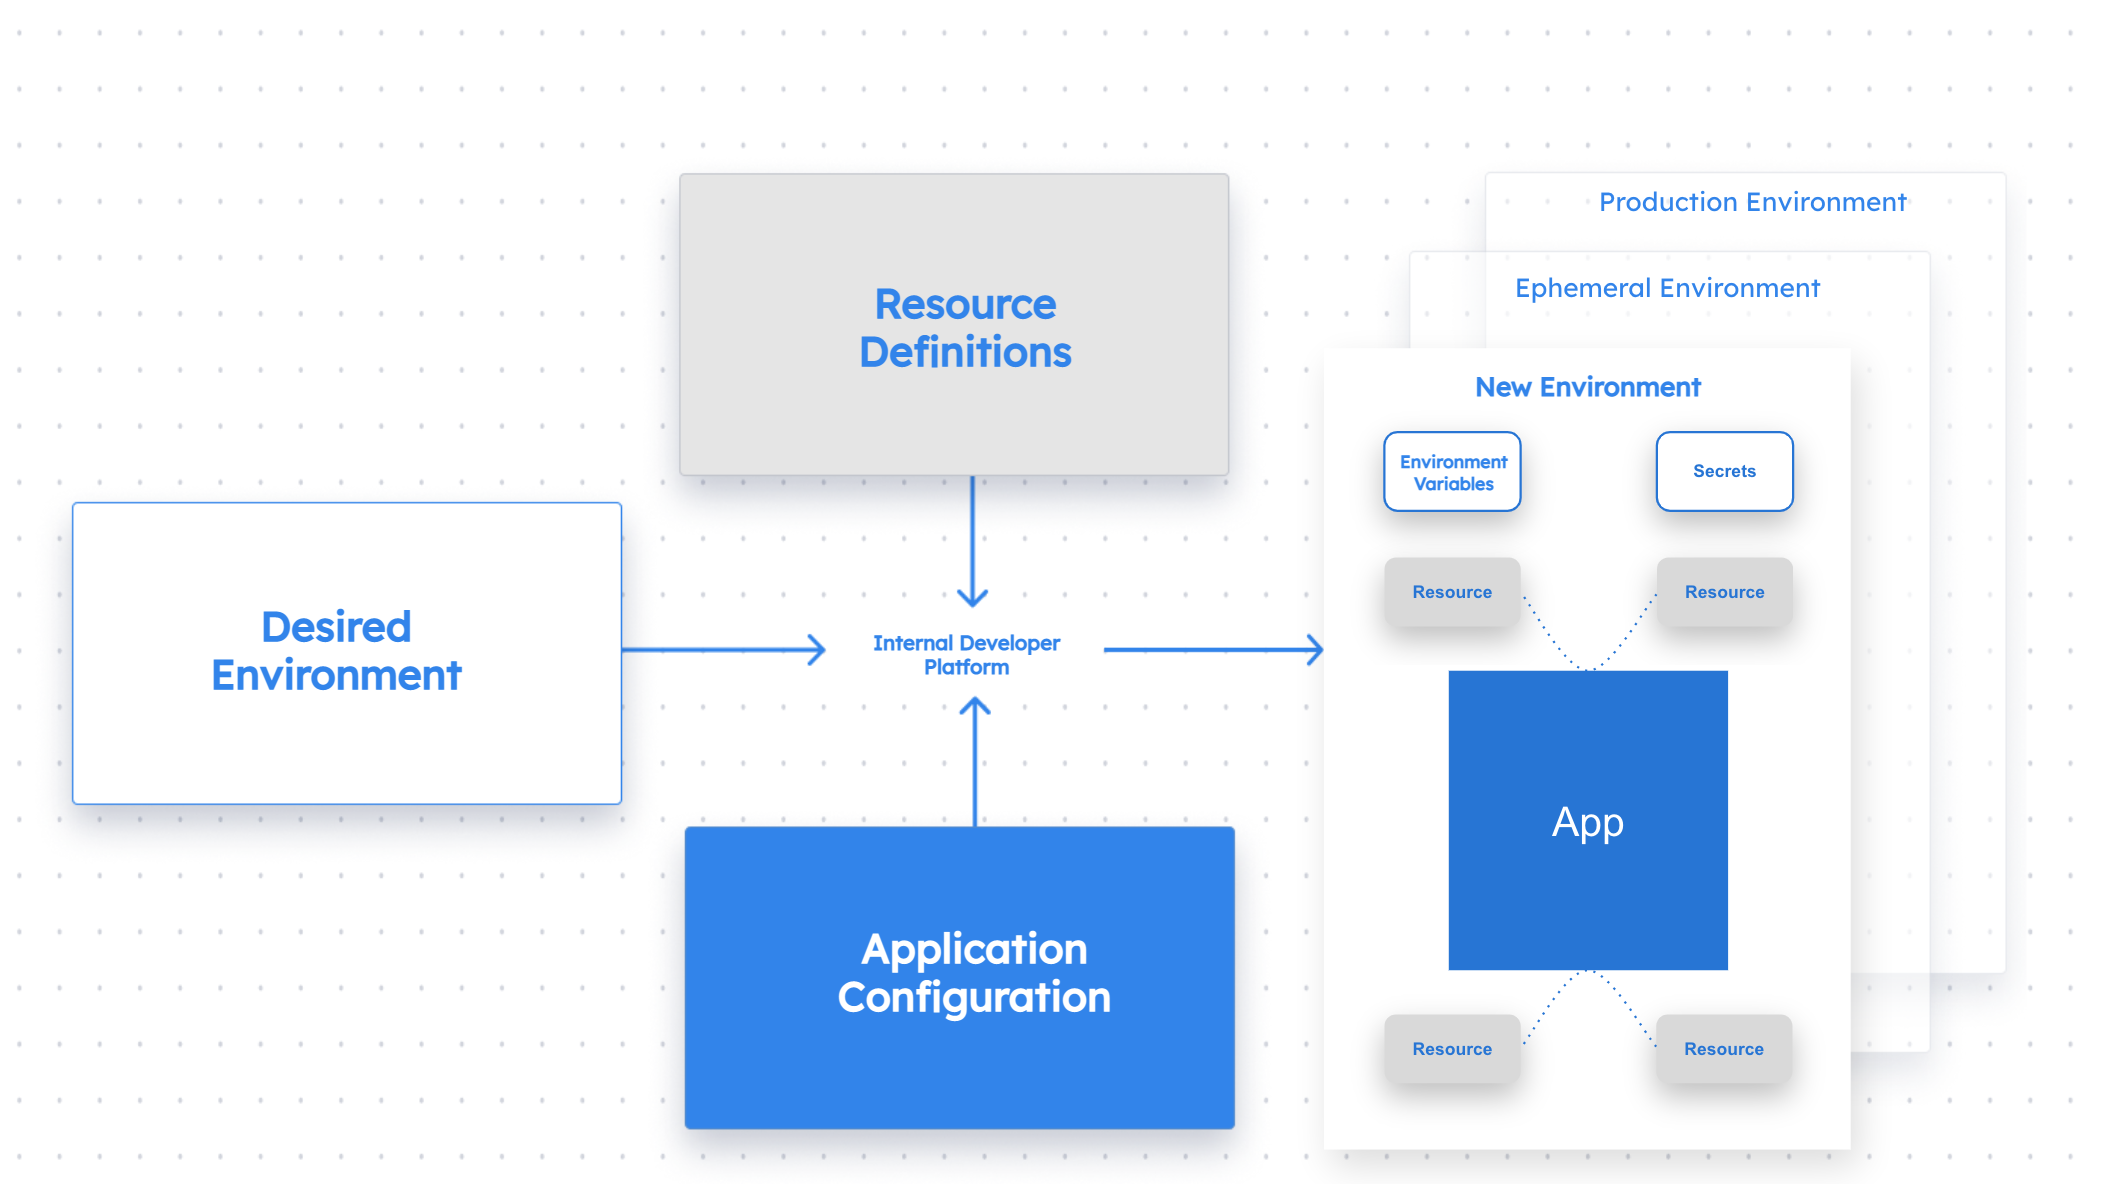 Resource
Definitions
Desired
Environment
Internal Developer
Platform
Application
Configuration
Production Environment
Ephemeral Environment
New Environment
Environment
Variables
Secrets
Resource
Resource
App
Resource
Resource